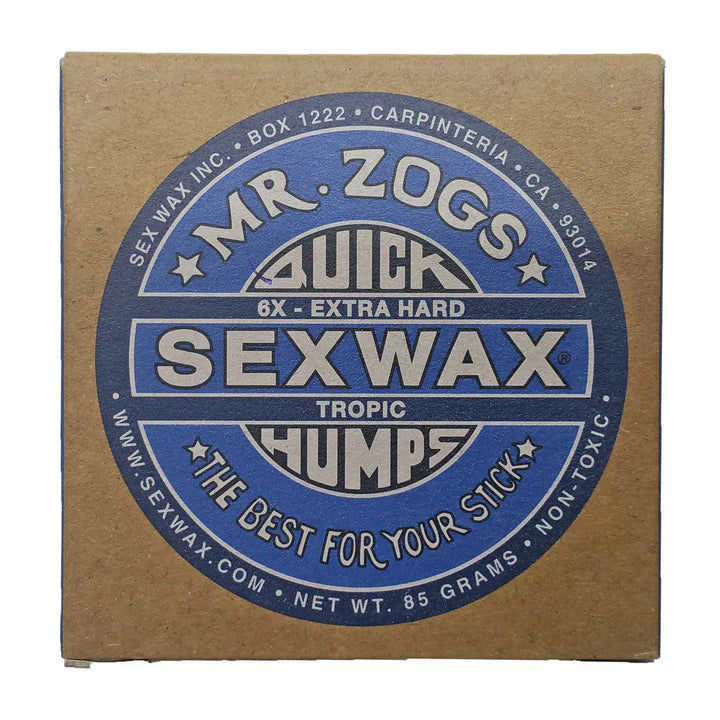 SEX WAX INC. • BOX 1222 • CARPINTERIA • CA • 93014
MR. ZOGS
QUICK
6X - EXTRA HARD
SEXWAX®
TROPIC
HUMPS
THE BEST FOR YOUR STICK
• WWW.SEXWAX.COM • NET WT. 85 GRAMS • NON-TOXIC •